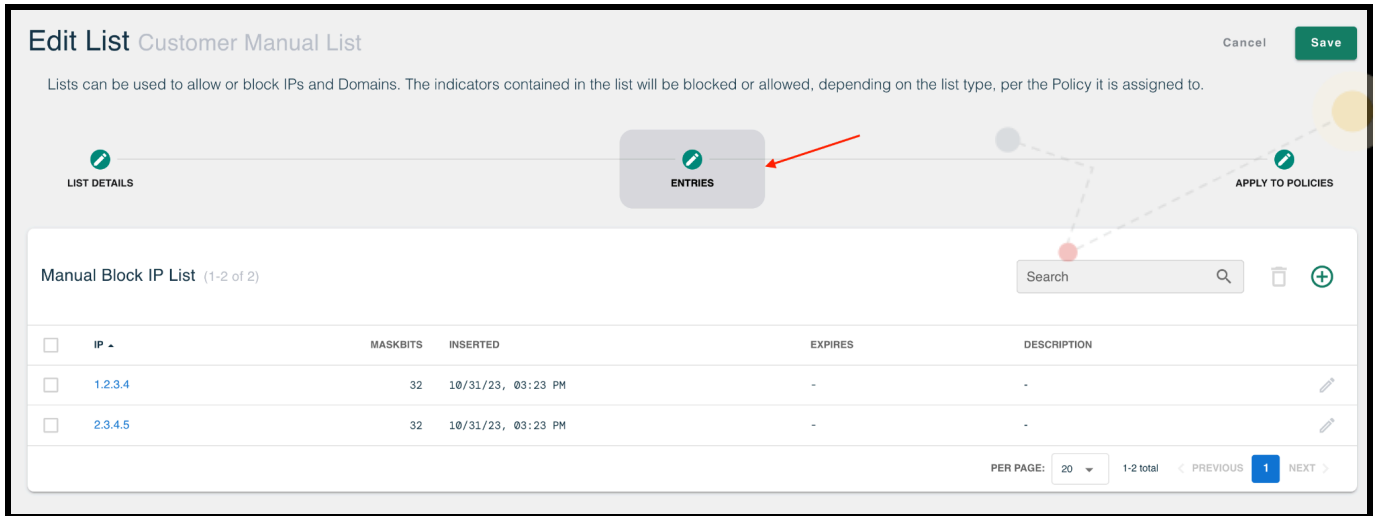 Edit List Customer Manual List
Cancel
Save
Lists can be used to allow or block IPs and Domains. The indicators contained in the list will be blocked or allowed, depending on the list type, per the Policy it is assigned to.
LIST DETAILS
ENTRIES
APPLY TO POLICIES
Manual Block IP List (1-2 of 2)
Search
IP MASKBITS INSERTED EXPIRES DESCRIPTION
1.2.3.4 32 10/31/23, 03:23 PM - -
2.3.4.5 32 10/31/23, 03:23 PM - -
PER PAGE: 20 1-2 total < PREVIOUS 1 NEXT >